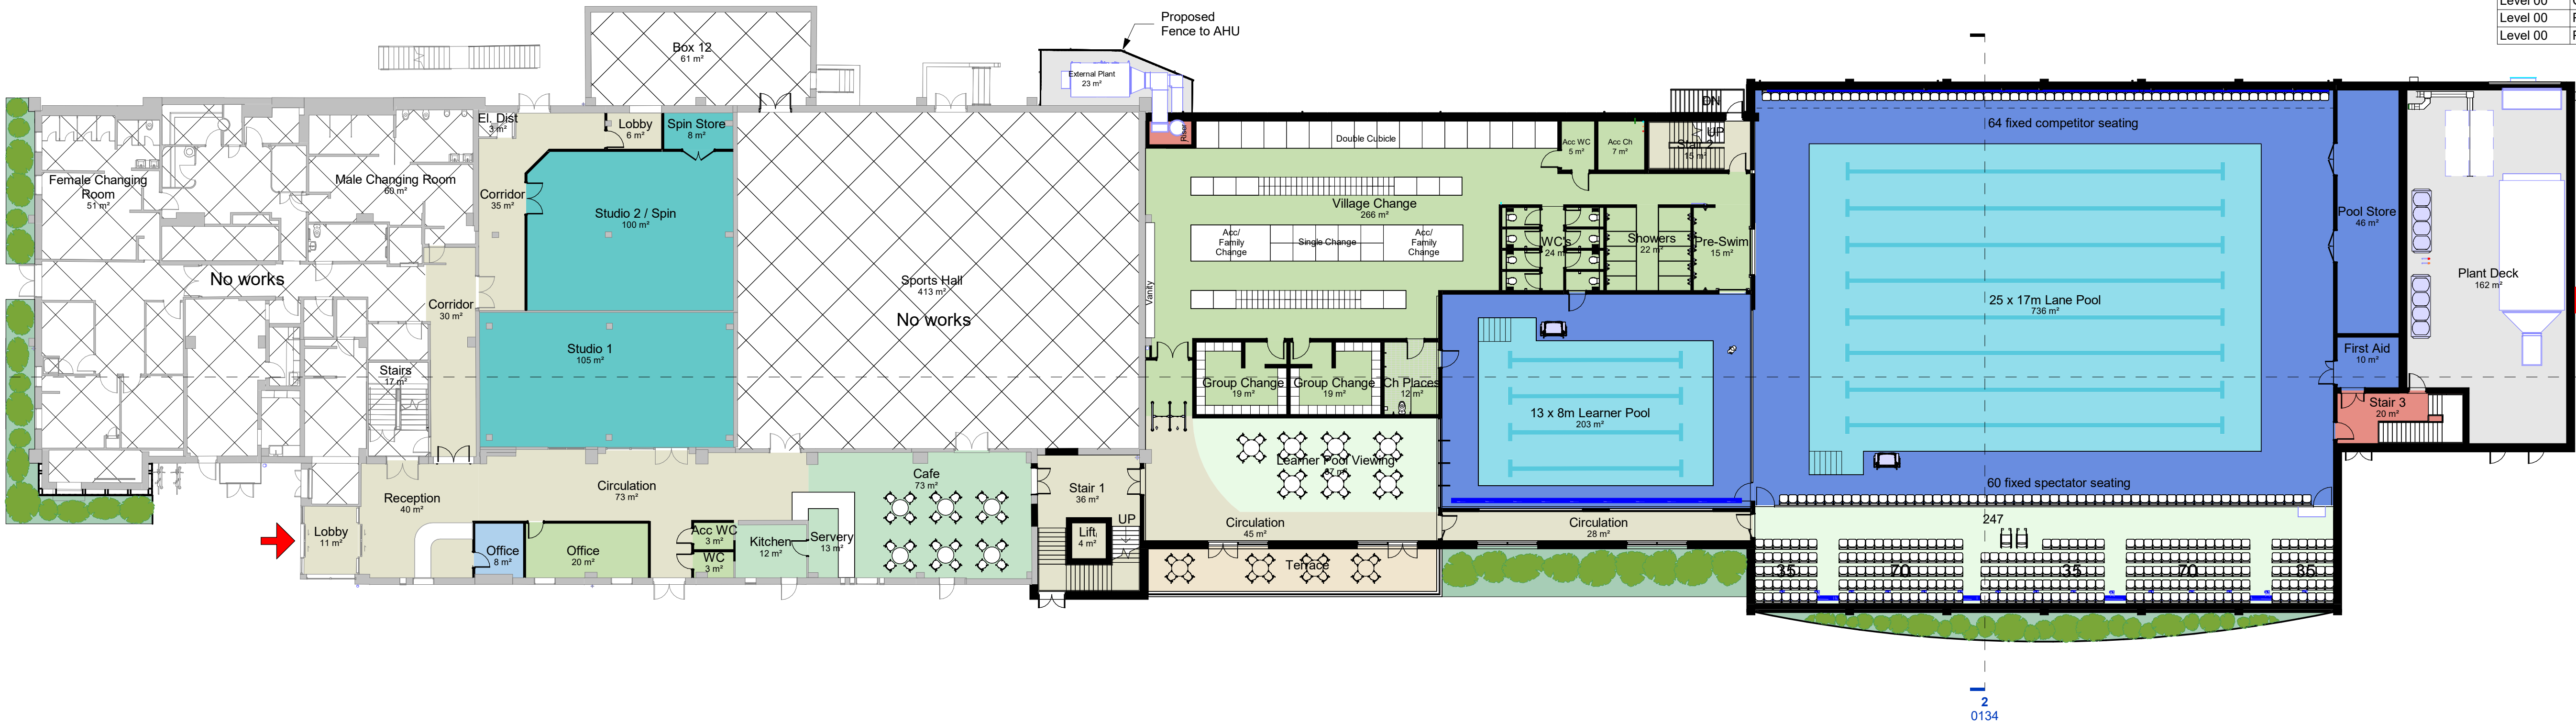 Level 00
Level 00
Proposed
Fence to AHU
Box 12
61 m²
External Plant
23 m²
DN
64 fixed competitor seating
El. Dist
3 m²
Lobby
6 m²
Spin Store
8 m²
Riser
Double Cubicle
Acc WC
5 m²
Acc Ch
7 m²
UP
Stair 2
15 m²
Female Changing
Room
51 m²
Male Changing Room
60 m²
Corridor
35 m²
Studio 2 / Spin
100 m²
Village Change
266 m²
Acc/
Family
Change
Single Change
Acc/
Family
Change
WC's
24 m²
Showers
22 m²
Pre-Swim
15 m²
Pool Store
46 m²
No works
Sports Hall
413 m²
No works
Vanity
Corridor
30 m²
25 x 17m Lane Pool
736 m²
Plant Deck
162 m²
Studio 1
105 m²
Stairs
17 m²
First Aid
10 m²
Group Change
19 m²
Group Change
19 m²
Ch Places
12 m²
13 x 8m Learner Pool
203 m²
Stair 3
20 m²
Learner Pool Viewing
Cafe
73 m²
Circulation
73 m²
Reception
40 m²
Stair 1
36 m²
60 fixed spectator seating
Lobby
11 m²
Office
8 m²
Office
20 m²
Acc WC
3 m²
WC
3 m²
Kitchen
12 m²
Servery
13 m²
Lift
4 m²
UP
Circulation
45 m²
Circulation
28 m²
247
Terrace
35
70
35
70
35
2
0134